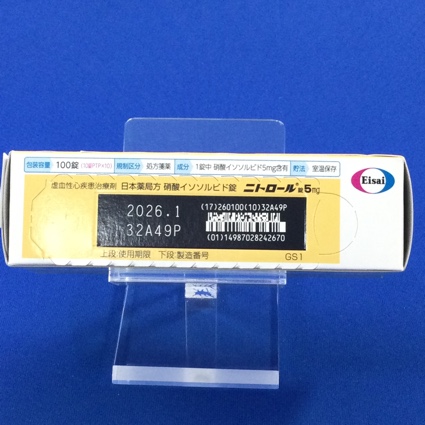 包装容量 100錠(10錠PTP×10) 規制区分 処方箋薬 成分 1錠中 硝酸イソソルビド5mg含有 貯法 室温保存
Eisai
虚血性心疾患治療剤 日本薬局方 硝酸イソソルビド錠 ニトロール®錠5mg
2026.1
32A49P
(17)260100(10)32A49P
(01)14987028242670
上段:使用期限 下段:製造番号
GS1